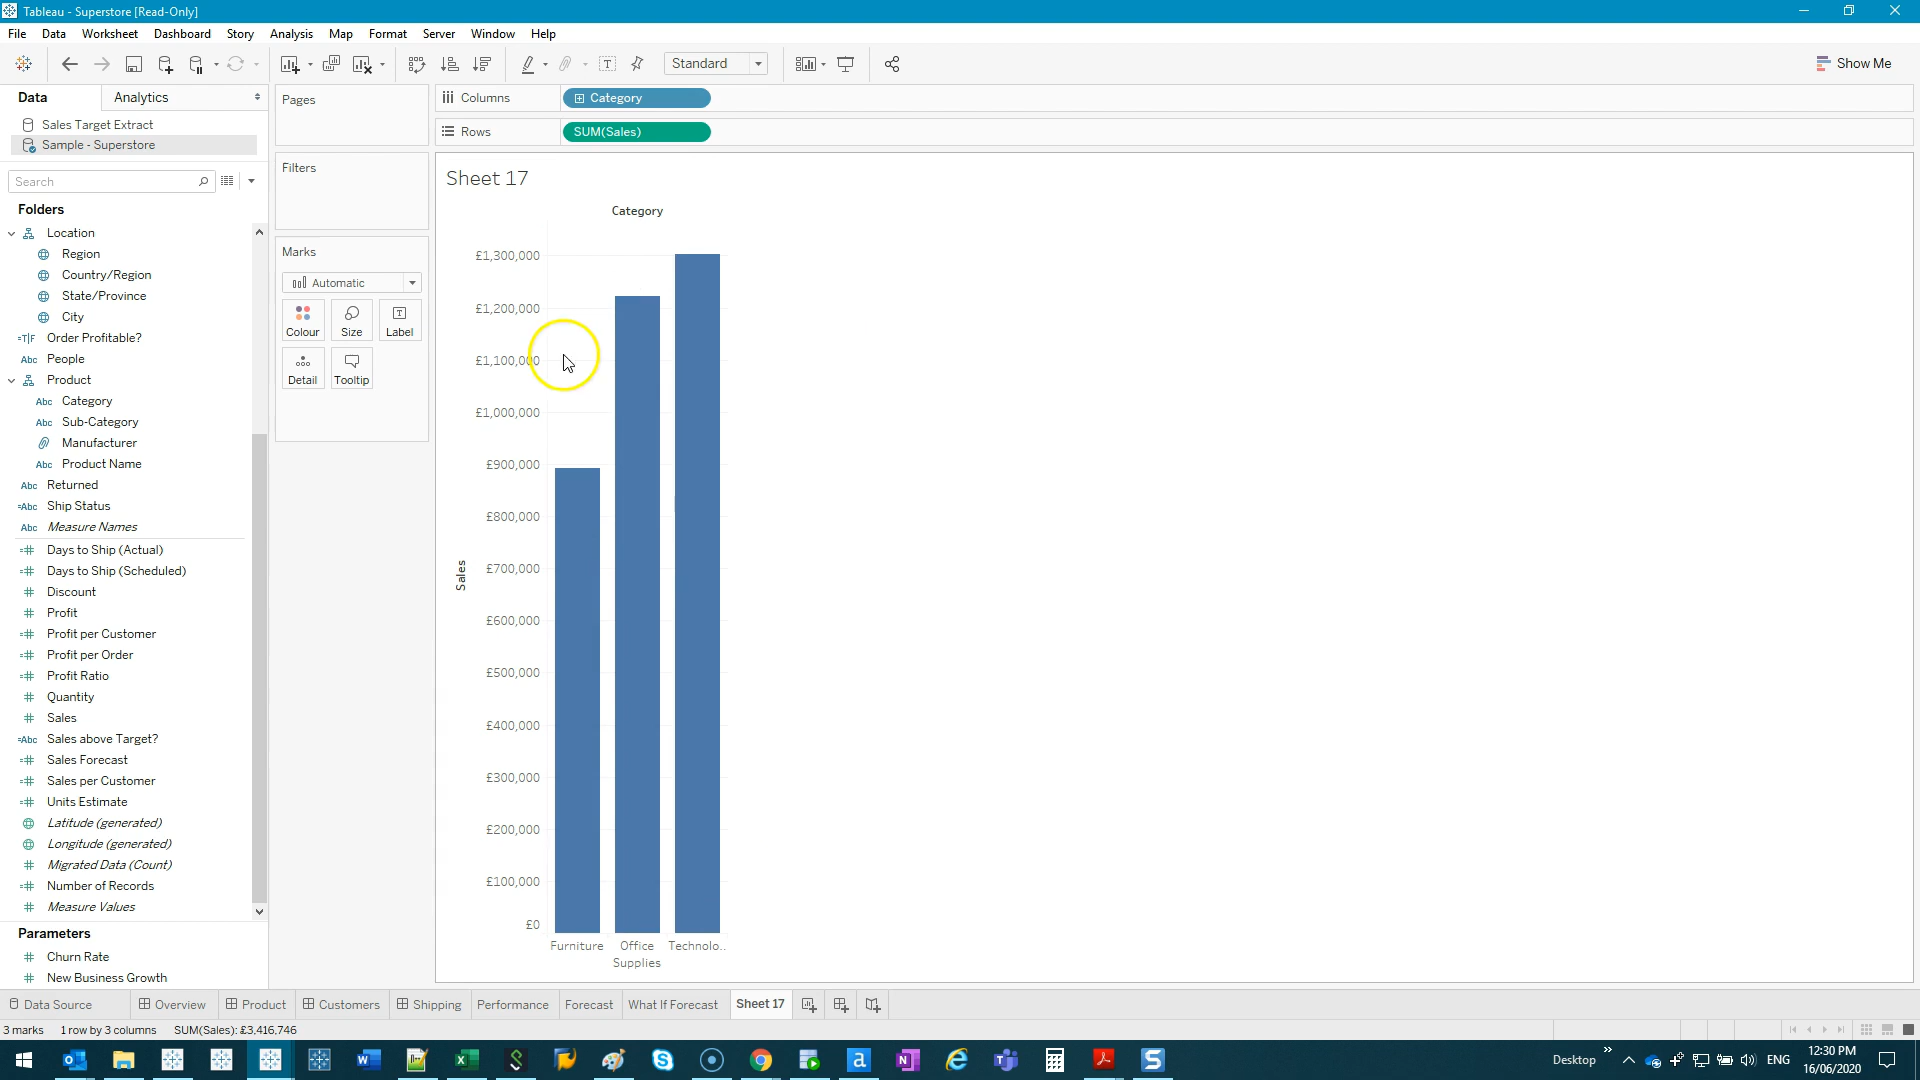 Tableau - Superstore [Read-Only]
File Data Worksheet Dashboard Story Analysis Map Format Server Window Help
Standard
Show Me
Data
Analytics
Sales Target Extract
Sample - Superstore
Search
Folders
Location
Region
Country/Region
State/Province
City
=T|F Order Profitable?
Abc People
Product
Abc Category
Abc Sub-Category
Manufacturer
Abc Product Name
Abc Returned
=Abc Ship Status
Abc Measure Names
=# Days to Ship (Actual)
=# Days to Ship (Scheduled)
# Discount
# Profit
=# Profit per Customer
=# Profit per Order
=# Profit Ratio
# Quantity
# Sales
=Abc Sales above Target?
=# Sales Forecast
=# Sales per Customer
=# Units Estimate
Latitude (generated)
Longitude (generated)
# Migrated Data (Count)
=# Number of Records
# Measure Values
Parameters
# Churn Rate
# New Business Growth
Pages
Filters
Marks
Automatic
Colour
Size
Label
Detail
Tooltip
Columns
Category
Rows
SUM(Sales)
Sheet 17
Category
£1,300,000
£1,200,000
£1,100,000
£1,000,000
£900,000
£800,000
£700,000
£600,000
£500,000
£400,000
£300,000
£200,000
£100,000
£0
Sales
Furniture
Office
Supplies
Technolo..
Data Source
Overview
Product
Customers
Shipping
Performance
Forecast
What If Forecast
Sheet 17
3 marks
1 row by 3 columns
SUM(Sales): £3,416,746
Desktop
ENG
12:30 PM
16/06/2020